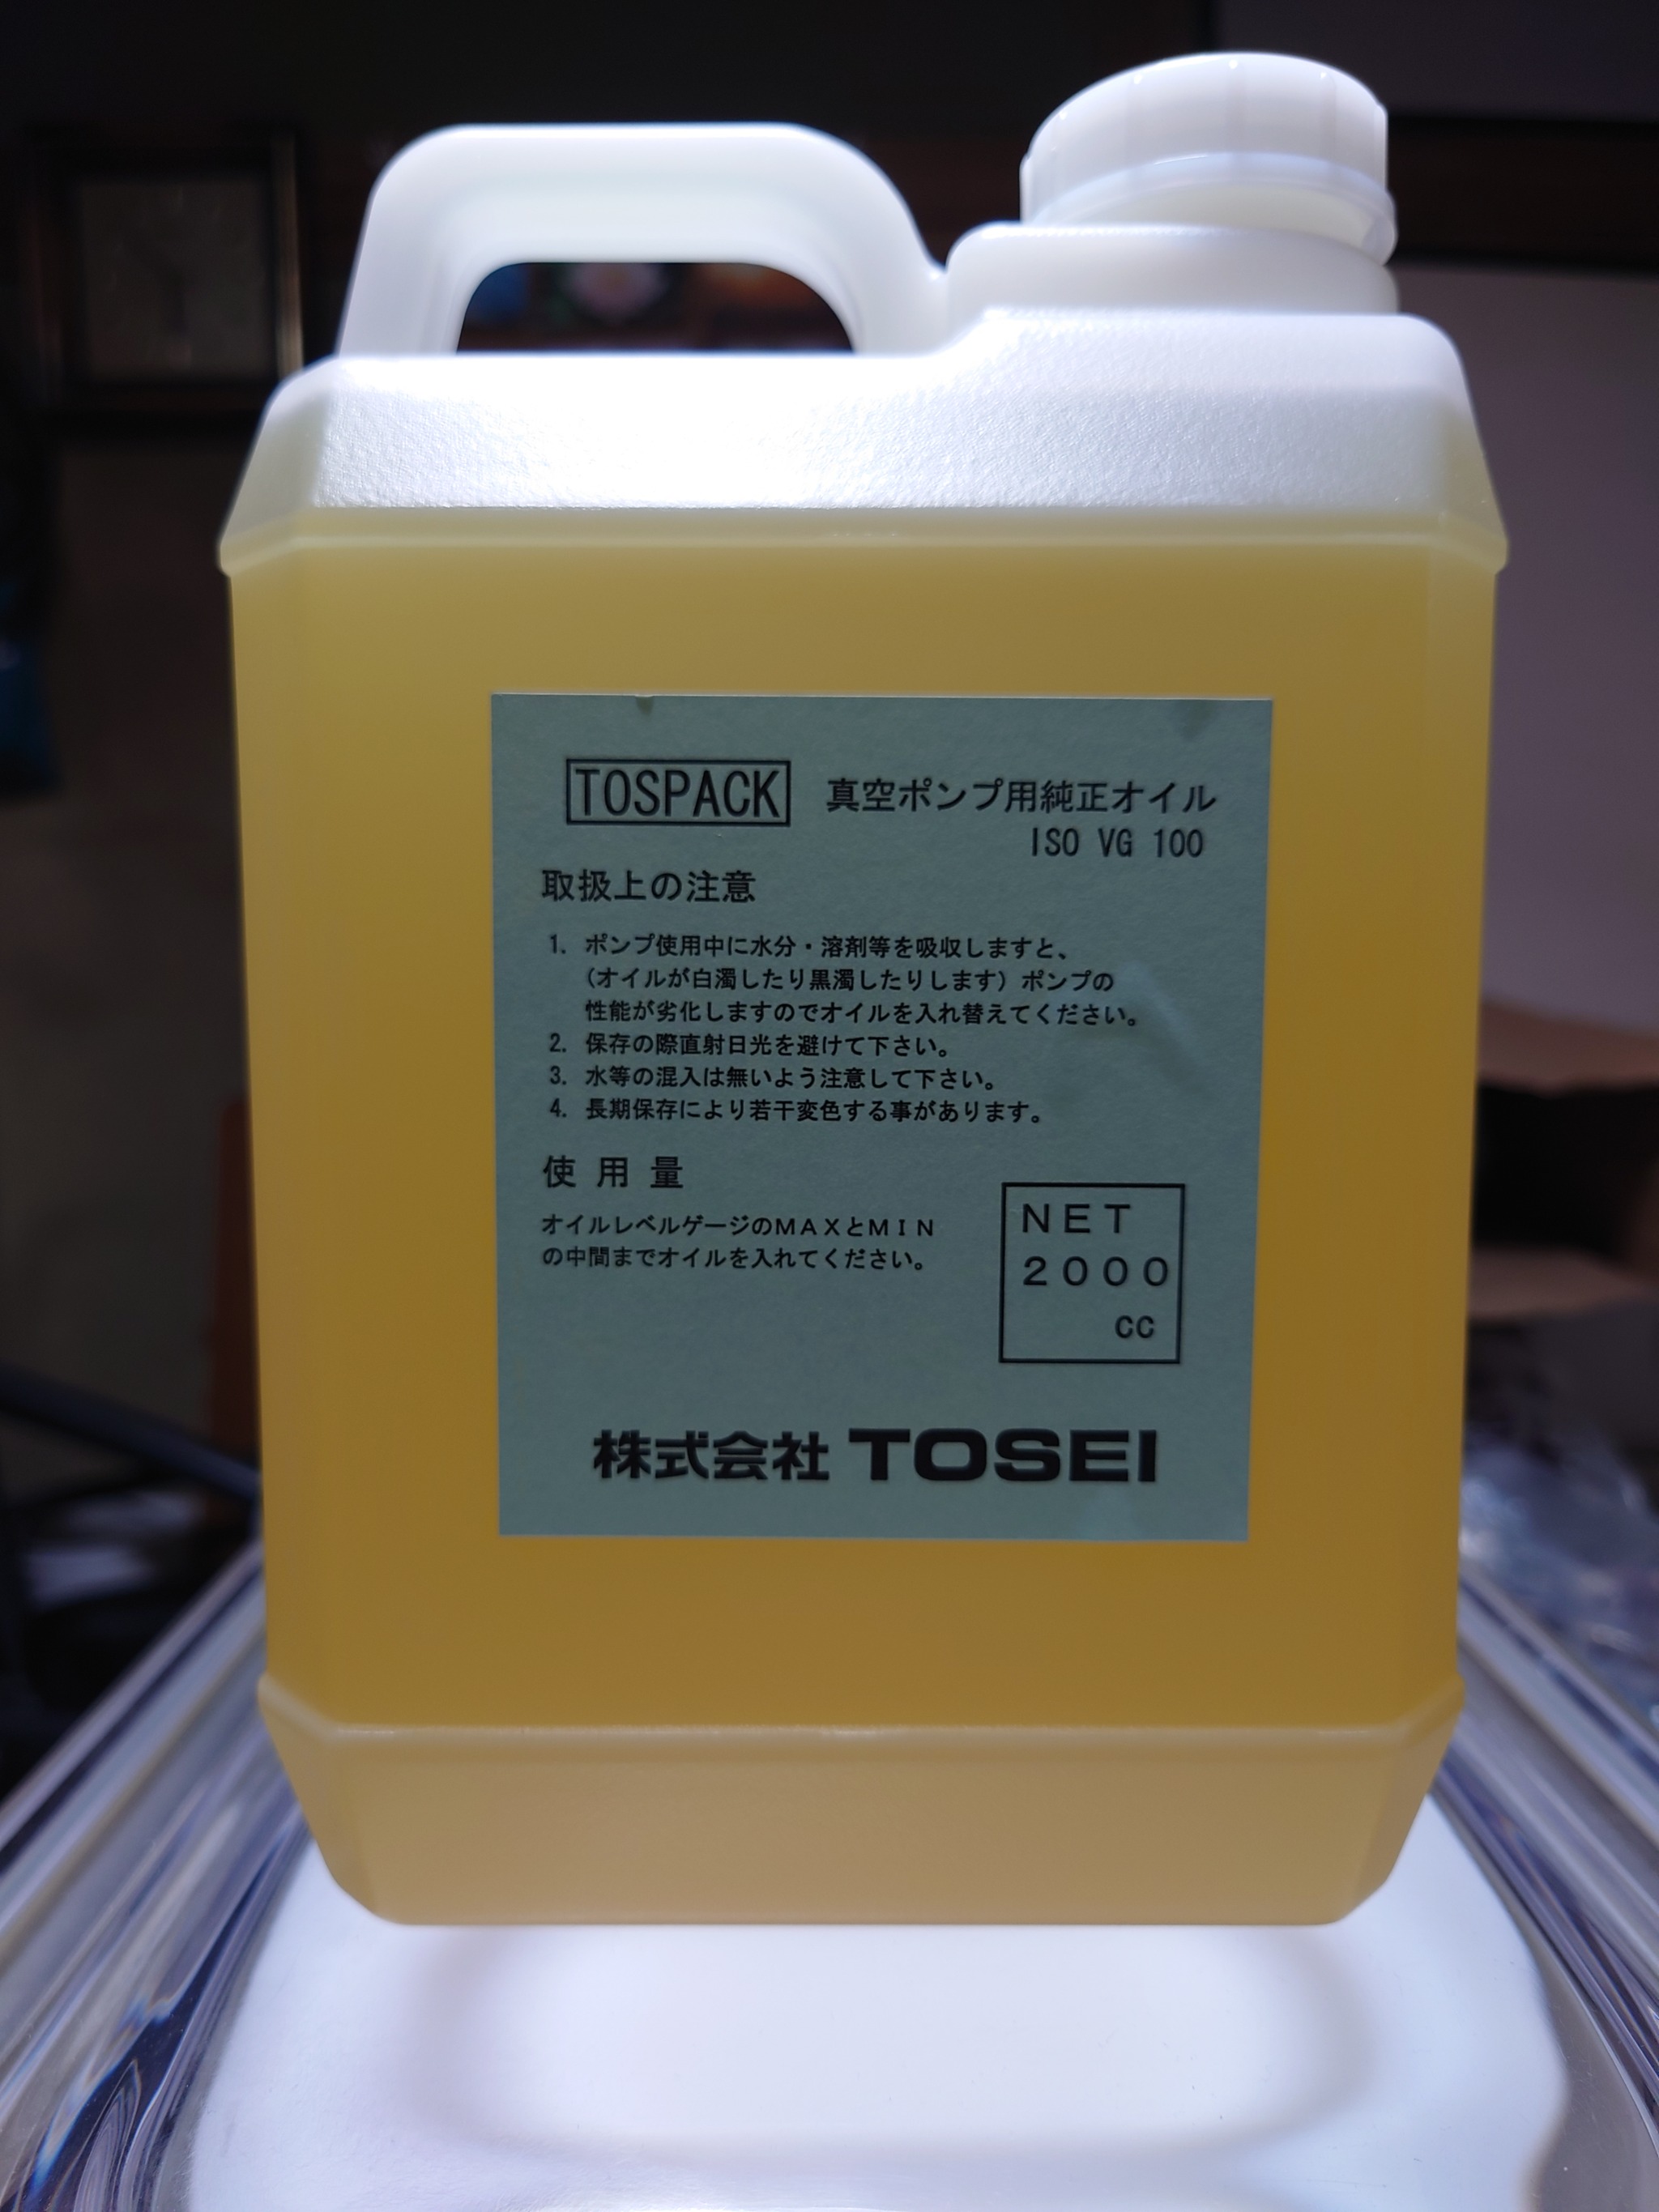 TOSPACK 真空ポンプ用純正オイル
ISO VG 100
取扱上の注意
1. ポンプ使用中に水分・溶剤等を吸収しますと、
(オイルが白濁したり黒濁したりします) ポンプの
性能が劣化しますのでオイルを入れ替えてください。
2. 保存の際直射日光を避けて下さい。
3. 水等の混入は無いよう注意して下さい。
4. 長期保存により若干変色する事があります。
使用量
オイルレベルゲージのMAXとMIN
の中間までオイルを入れてください。
NET
2000
cc
株式会社 TOSEI